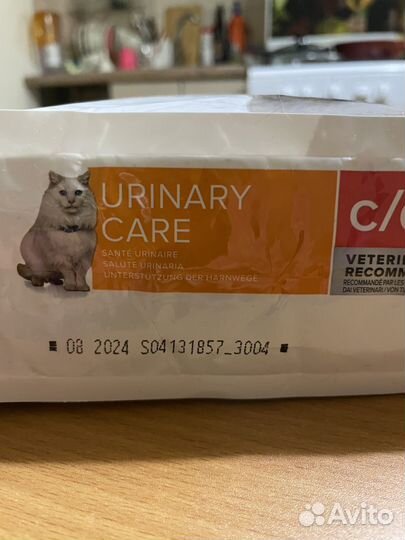 URINARY
CARE
SANTÉ URINAIRE
SALUTE URINARIA
UNTERSTÜTZUNG DER HARNWEGE
c/
VETERI
RECOMM
RECOMMANDÉ PAR LES
DAI VETERINARI / VON
08 2024 S04131857_3004
Avito